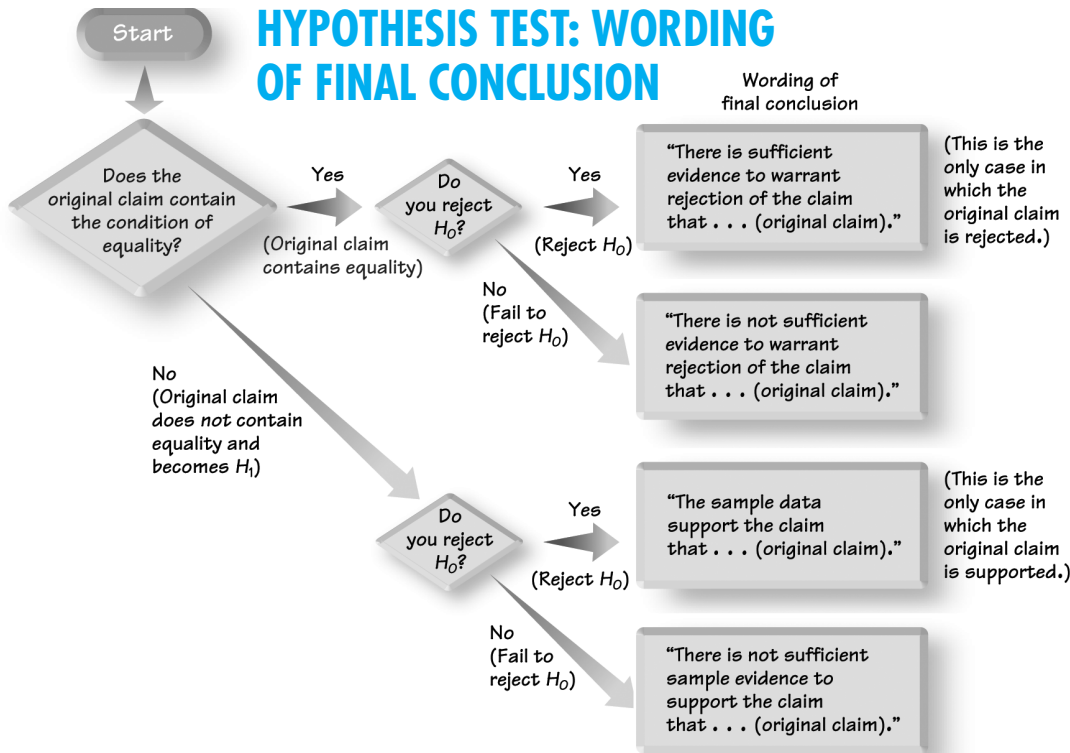 Start
HYPOTHESIS TEST: WORDING
OF FINAL CONCLUSION
Wording of
final conclusion
Does the
original claim contain
the condition of
equality?
Yes
(Original claim
contains equality)
Do
you reject
H0?
Yes
(Reject H0)
“There is sufficient
evidence to warrant
rejection of the claim
that . . . (original claim).”
(This is the
only case in
which the
original claim
is rejected.)
No
(Fail to
reject H0)
“There is not sufficient
evidence to warrant
rejection of the claim
that . . . (original claim).”
No
(Original claim
does not contain
equality and
becomes H1)
Do
you reject
H0?
Yes
(Reject H0)
“The sample data
support the claim
that . . . (original claim).”
(This is the
only case in
which the
original claim
is supported.)
No
(Fail to
reject H0)
“There is not sufficient
sample evidence to
support the claim
that . . . (original claim).”